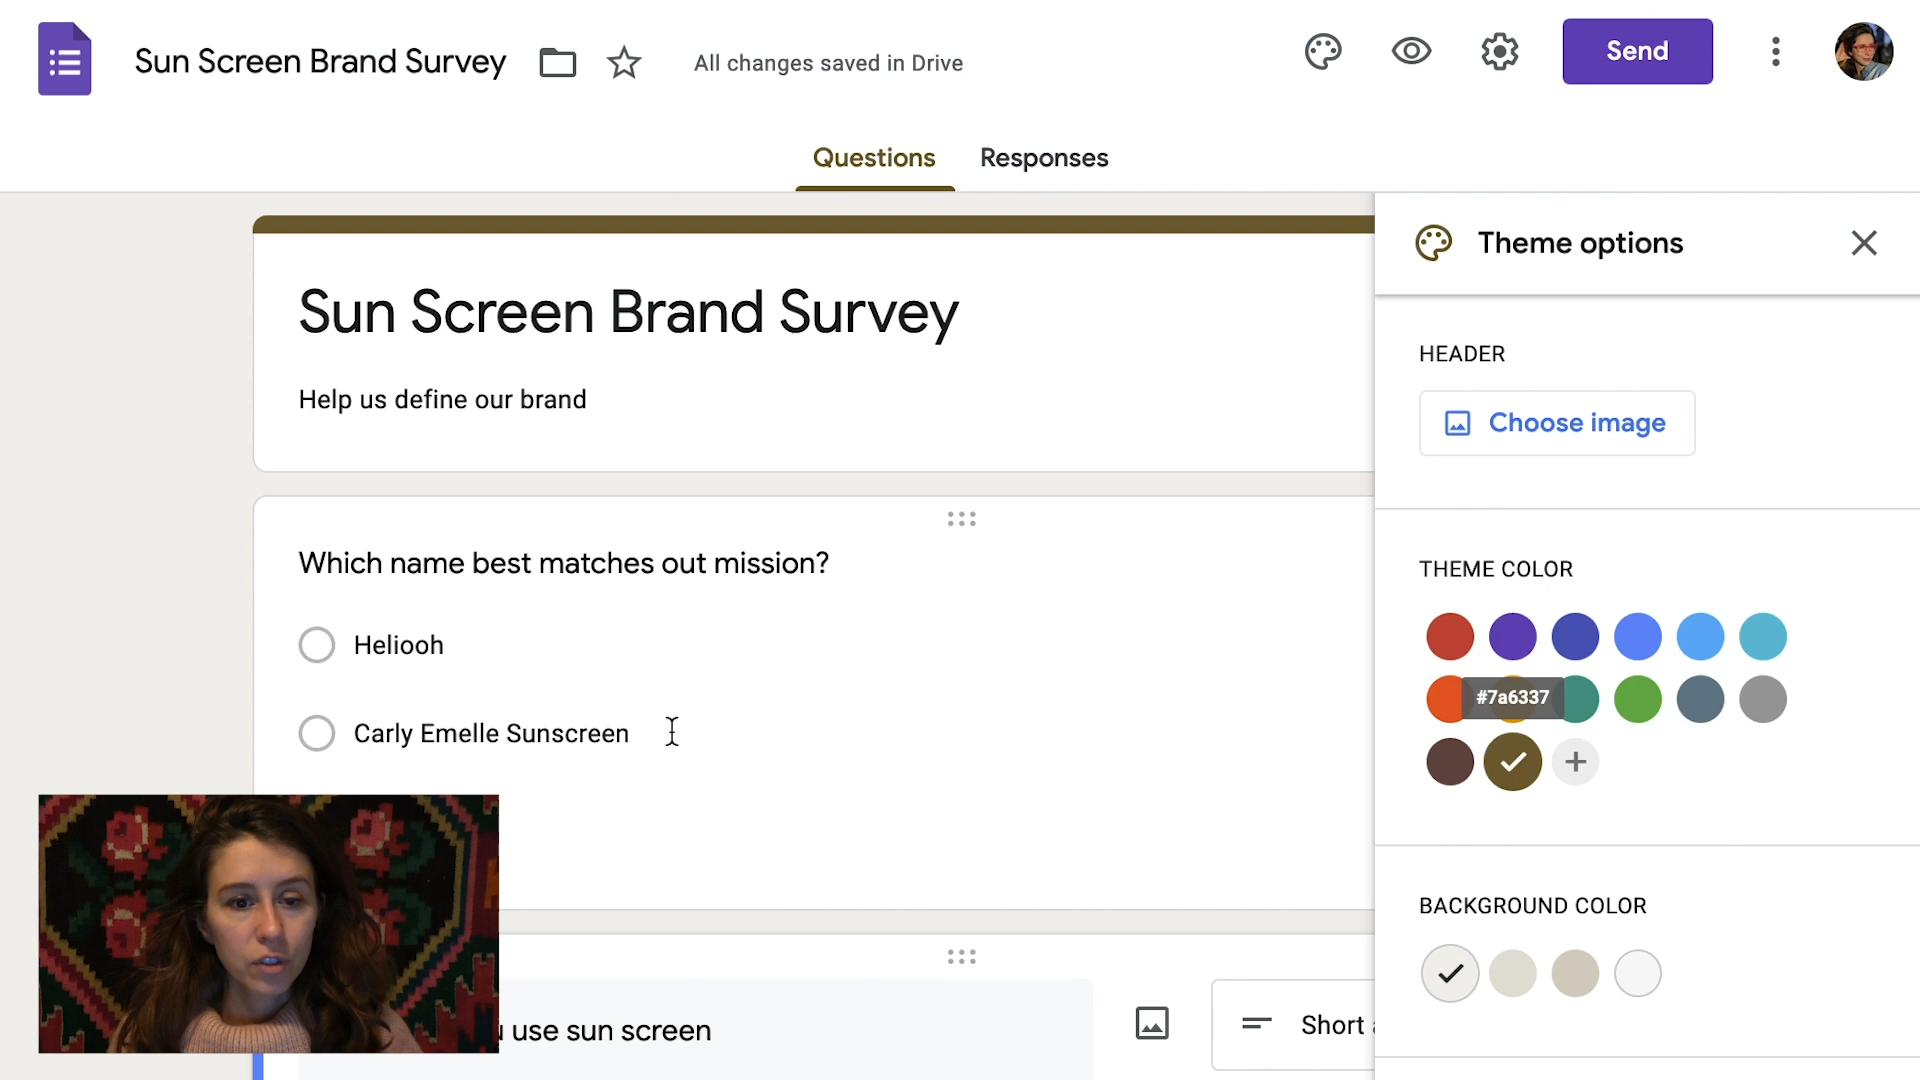 Sun Screen Brand Survey
All changes saved in Drive
Send
Questions
Responses
Sun Screen Brand Survey
Help us define our brand
Which name best matches out mission?
Heliooh
Carly Emelle Sunscreen
use sun screen
Short
Theme options
HEADER
Choose image
THEME COLOR
#7a6337
BACKGROUND COLOR